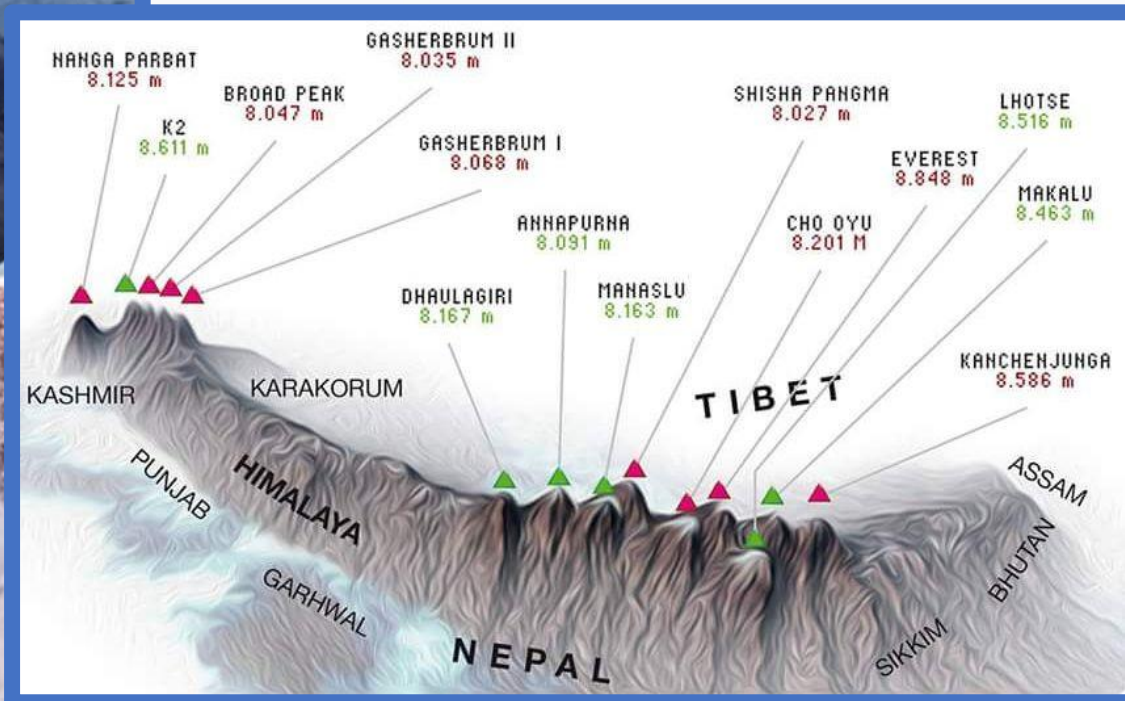 NANGA PARBAT
8.125 m
K2
8.611 m
BROAD PEAK
8.047 m
GASHERBRUM II
8.035 m
GASHERBRUM I
8.068 m
DHAULAGIRI
8.167 m
ANNAPURNA
8.091 m
MANASLU
8.163 m
SHISHA PANGMA
8.027 m
CHO OYU
8.201 M
EVEREST
8.848 m
LHOTSE
8.516 m
MAKALU
8.463 m
KANCHENJUNGA
8.586 m
KASHMIR
KARAKORUM
PUNJAB
HIMALAYA
GARHWAL
NEPAL
TIBET
ASSAM
BHUTAN
SIKKIM